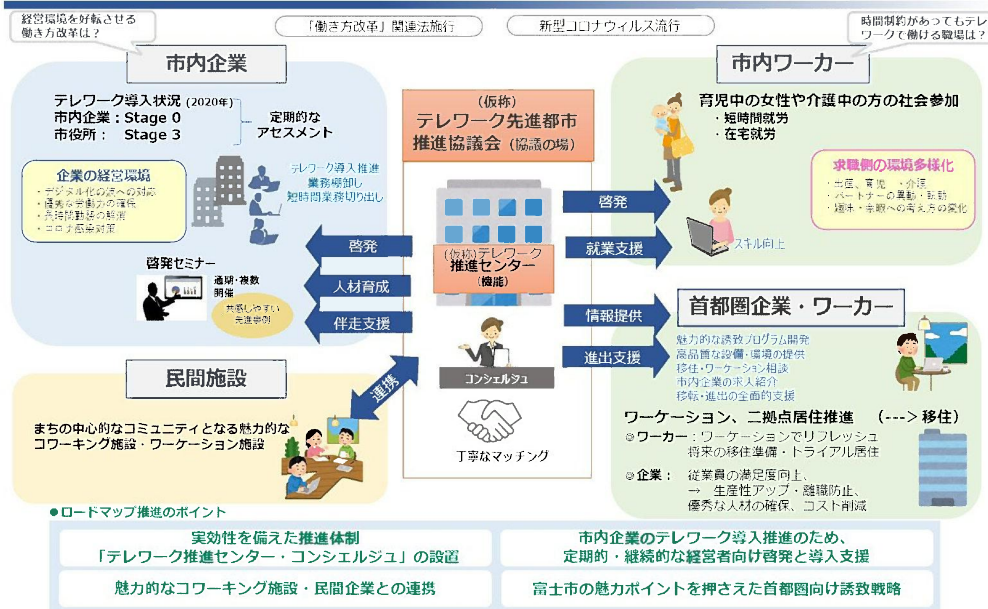 経営環境を好転させる
働き方改革は？
「働き方改革」関連法施行
新型コロナウィルス流行
時間制約があってもテレ
ワークで働ける職場は？
市内企業
テレワーク導入状況 (2020年)
市内企業：Stage 0
市役所： Stage 3
定期的な
アセスメント
企業の経営環境
・デジタル化の波への対応
・優秀な労働力の確保
・長時間勤務の解消
・コロナ感染対策
テレワーク導入推進
業務棚卸し
短時間業務切り出し
啓発セミナー
通期・複数
開催
共感しやすい
先進事例
啓発
人材育成
伴走支援
連携
民間施設
まちの中心的なコミュニティとなる魅力的な
コワーキング施設・ワーケーション施設
(仮称)
テレワーク先進都市
推進協議会 (協議の場)
(仮称)テレワーク
推進センター
(機能)
コンシェルジュ
丁寧なマッチング
啓発
就業支援
情報提供
進出支援
市内ワーカー
育児中の女性や介護中の方の社会参加
・短時間就労
・在宅就労
求職側の環境多様化
・出産、育児 ・介護
・パートナーの異動・転勤
・趣味・余暇への考え方の変化
スキル向上
首都圏企業・ワーカー
魅力的な誘致プログラム開発
高品質な設備・環境の提供
移住・ワーケーション相談
市内企業の求人紹介
移転・進出の全面的支援
ワーケーション、二拠点居住推進 （---> 移住）
◎ワーカー：ワーケーションでリフレッシュ
将来の移住準備・トライアル居住
◎企業： 従業員の満足度向上、
→ 生産性アップ・離職防止、
優秀な人材の確保、コスト削減
●ロードマップ推進のポイント
実効性を備えた推進体制
「テレワーク推進センター・コンシェルジュ」の設置
市内企業のテレワーク導入推進のため、
定期的・継続的な経営者向け啓発と導入支援
魅力的なコワーキング施設・民間企業との連携
富士市の魅力ポイントを押さえた首都圏向け誘致戦略